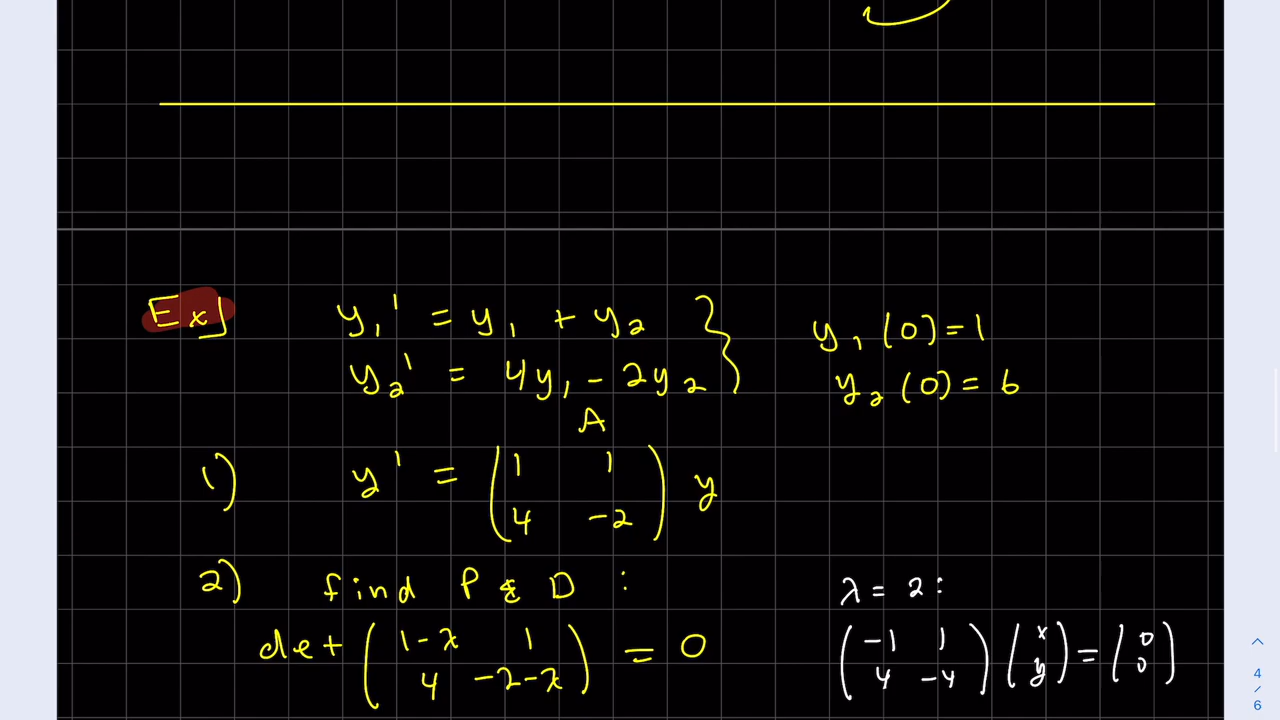 Ex] y₁' = y₁ + y₂ } y₁(0) = 1
y₂' = 4y₁ - 2y₂ y₂(0) = 6
A
1) y' = ( 1 1 ) y
( 4 -2 )
2) find P & D : λ = 2 :
det ( 1-λ 1 ) = 0 ( -1 1 ) ( x ) = ( 0 )
( 4 -2-λ ) ( 4 -4 ) ( y ) ( 0 )
4
/
6